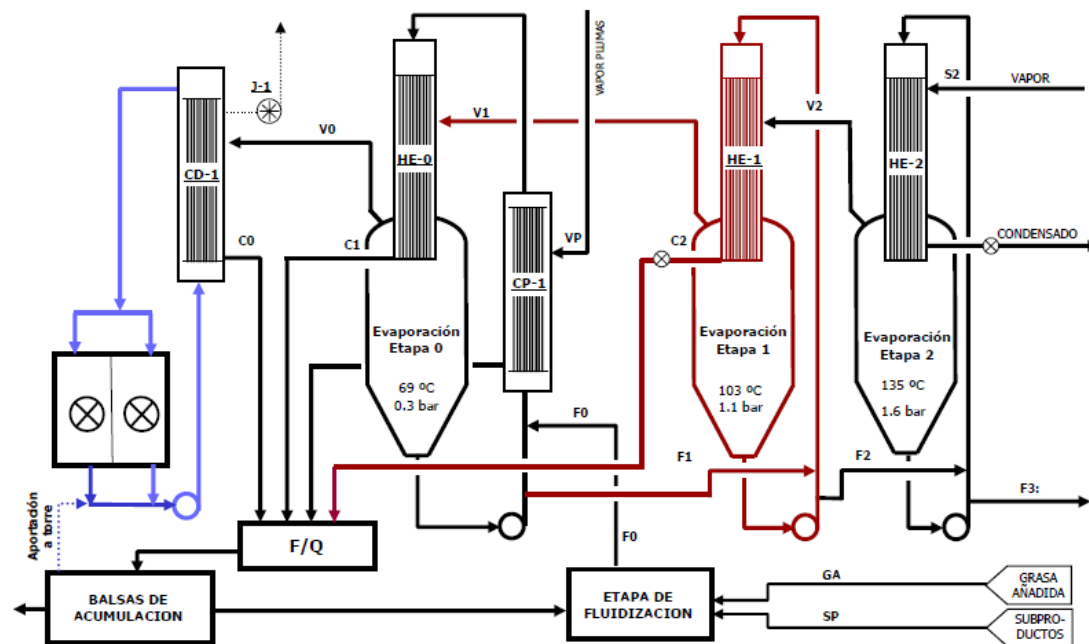 VAPOR PLUMAS
J-1
S2
VAPOR
V1
V2
V0
HE-0
HE-1
HE-2
CD-1
C0
C1
VP
C2
CONDENSADO
CP-1
Evaporación
Etapa 0
69 ºC
0.3 bar
Evaporación
Etapa 1
103 ºC
1.1 bar
Evaporación
Etapa 2
135 ºC
1.6 bar
F0
F1
F2
F3:
Aportación
a torre
F/Q
F0
BALSAS DE
ACUMULACION
ETAPA DE
FLUIDIZACION
GA
GRASA
AÑADIDA
SP
SUBPRO-
DUCTOS